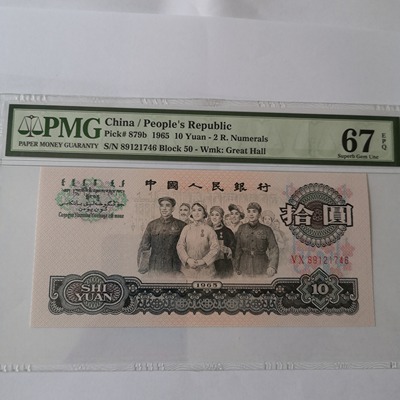 PMG
PAPER MONEY GUARANTY
China / People's Republic
Pick# 879b 1965 10 Yuan - 2 R. Numerals
S/N 89121746 Block 50 - Wmk: Great Hall
67 EPQ
Superb Gem Unc
中國人民銀行
拾圓
VX 89121746
SHI
YUAN
1965
10